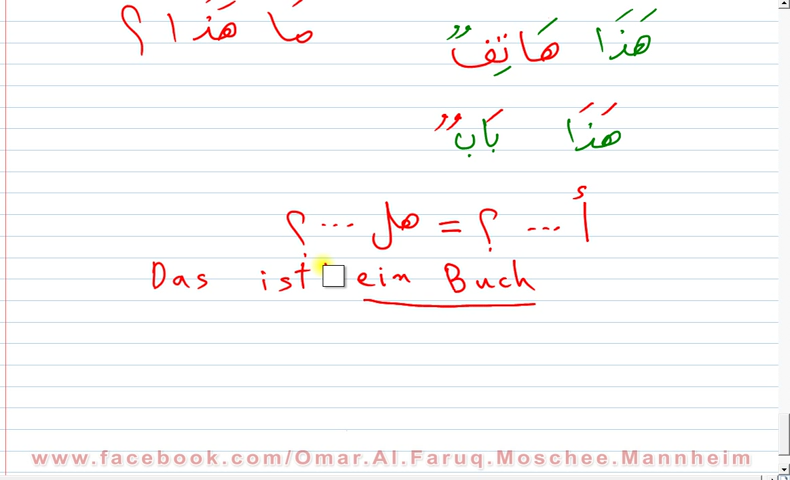 هَذَا هَاتِفٌ مَا هَذَا ؟
هَذَا بَابٌ
أ ... ؟ = هل ... ؟
Das ist ein Buch
www.facebook.com/Omar.Al.Faruq.Moschee.Mannheim